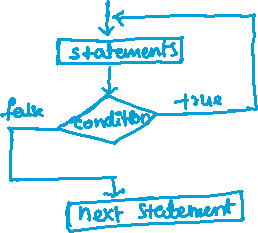 statements
false
condition
true
next statement